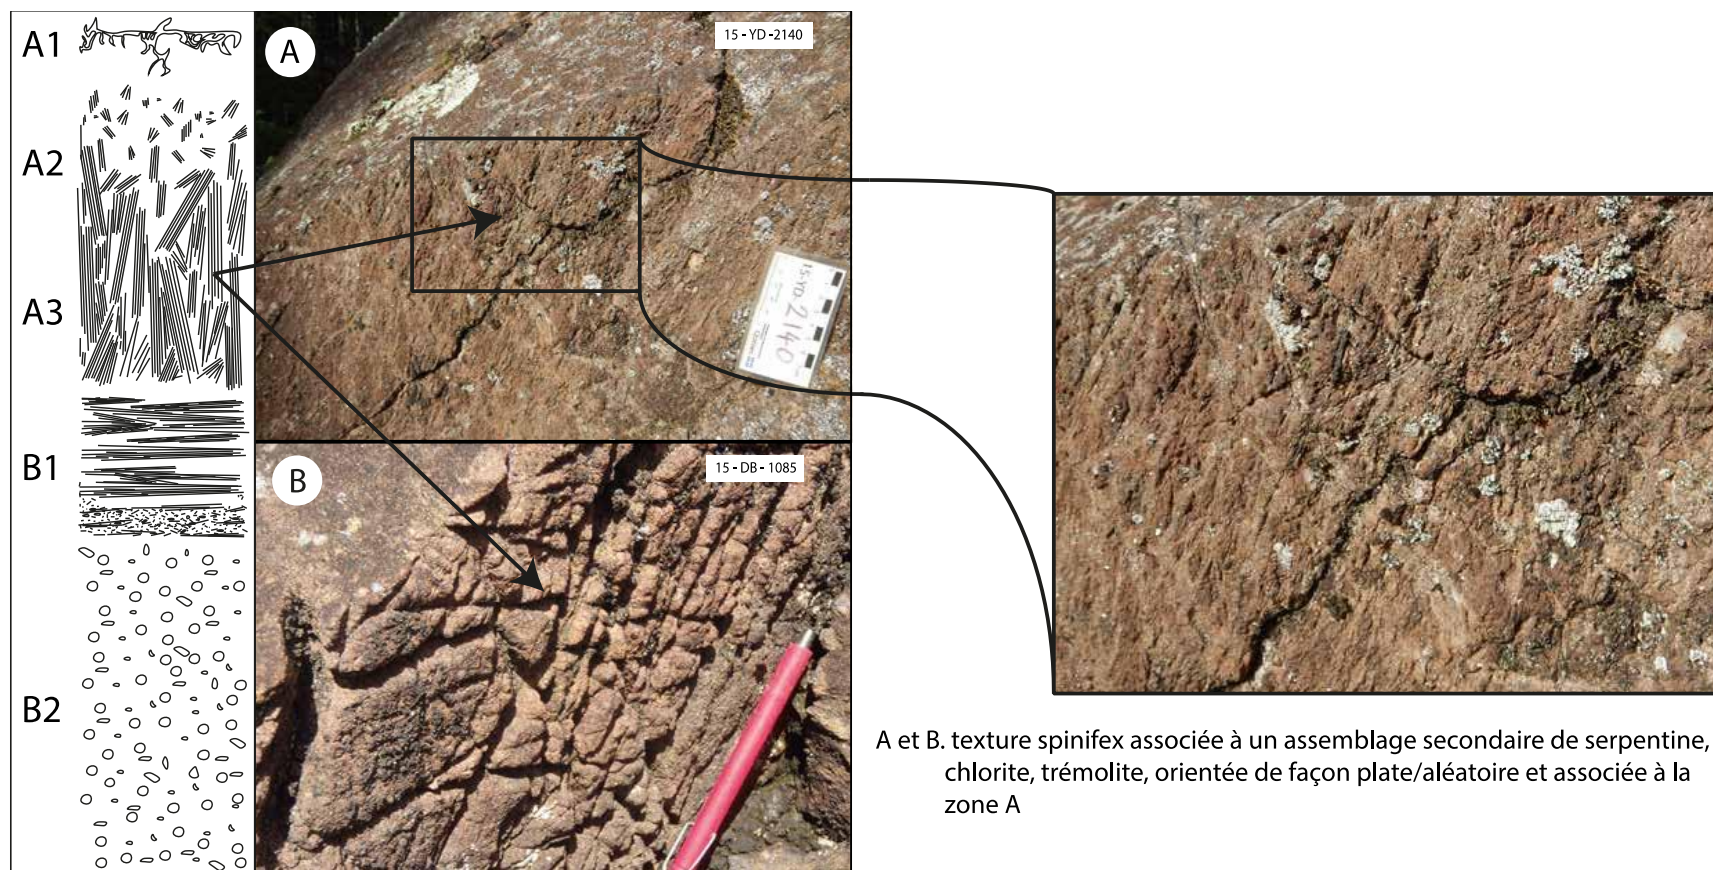 A1
A2
A3
B1
B2
A
15 - YD -2140
15-YD-2140
B
15 - DB - 1085
A et B. texture spinifex associée à un assemblage secondaire de serpentine,
chlorite, trémolite, orientée de façon plate/aléatoire et associée à la
zone A